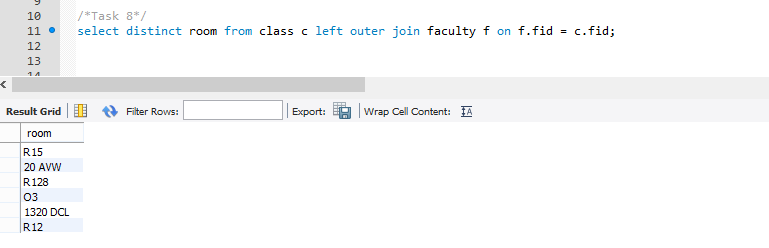 9
10 /*Task 8*/
11 select distinct room from class c left outer join faculty f on f.fid = c.fid;
12
13
14
Result Grid Filter Rows: Export: Wrap Cell Content: IA
room
R15
20 AVW
R128
O3
1320 DCL
R12